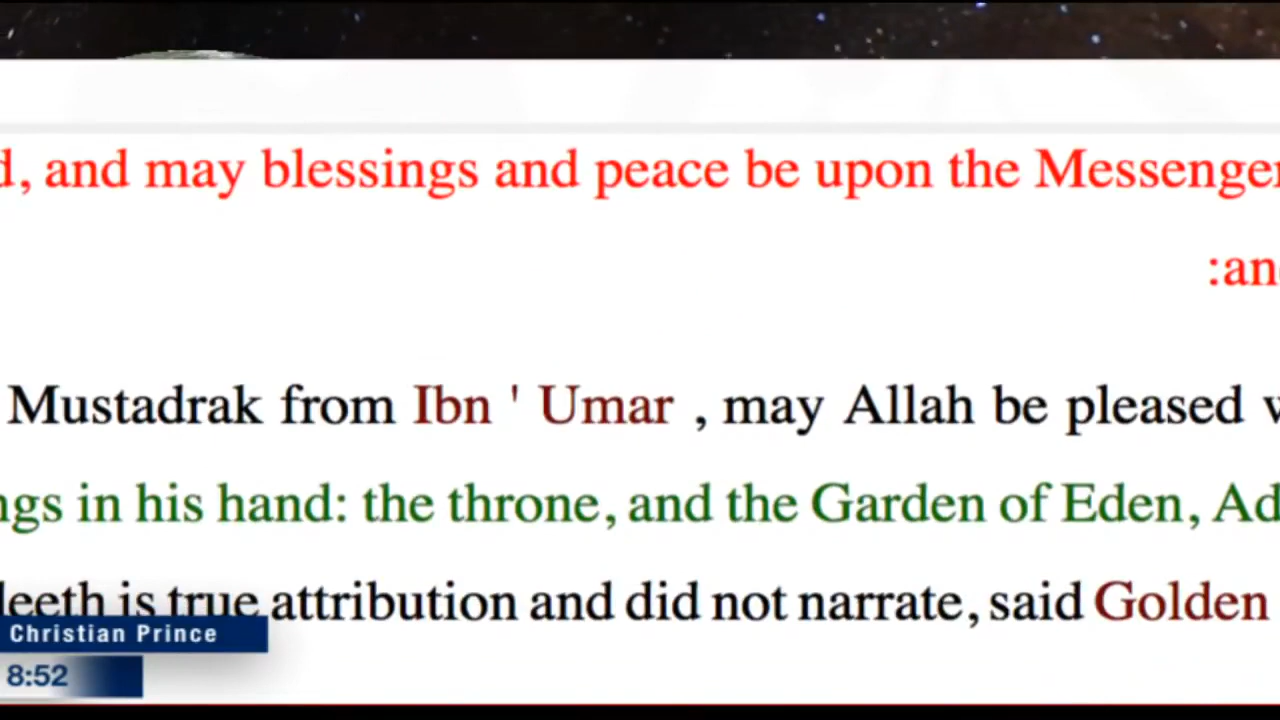 d, and may blessings and peace be upon the Messenger
:an
Mustadrak from Ibn ' Umar , may Allah be pleased w
ngs in his hand: the throne, and the Garden of Eden, Ad
leeth is true attribution and did not narrate, said Golden
Christian Prince
8:52